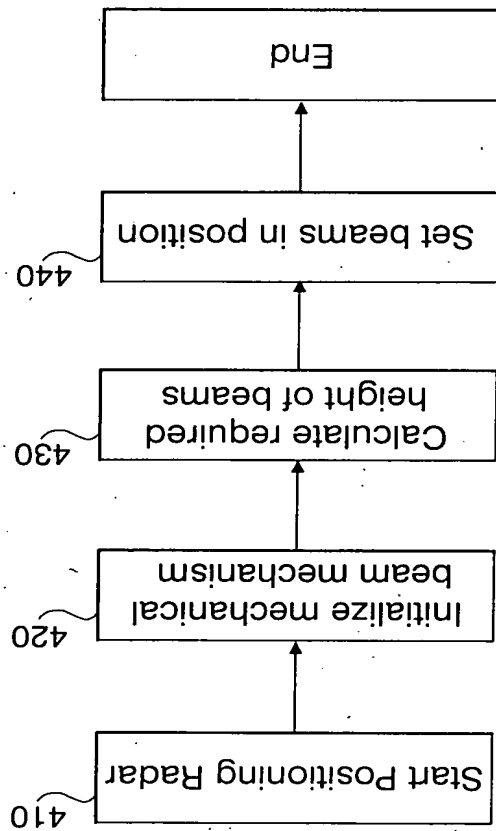 410
Start Positioning Radar
420
Initialize mechanical
beam mechanism
430
Calculate required
height of beams
440
Set beams in position
End